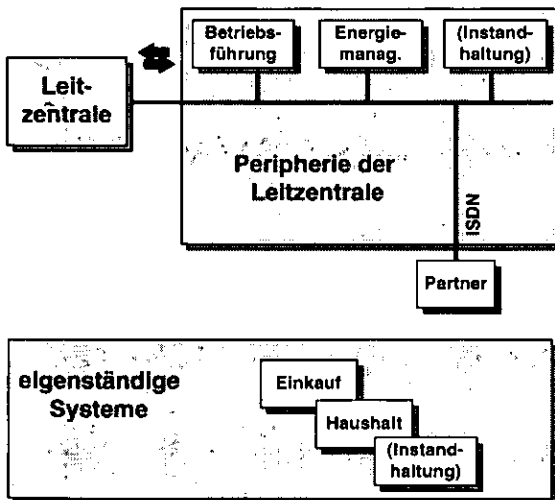 Betriebs-
führung
Energie-
manag.
(Instand-
haltung)
Leit-
zentrale
Peripherie der
Leitzentrale
ISDN
Partner
eigenständige
Systeme
Einkauf
Haushalt
(Instand-
haltung)